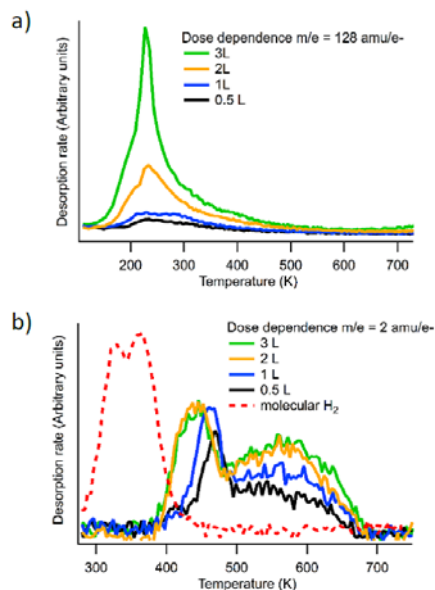 a)
Dose dependence m/e = 128 amu/e-
3L
2L
1L
0.5 L
Desorption rate (Arbitrary units)
200 300 400 500 600 700
Temperature (K)
b)
Dose dependence m/e = 2 amu/e-
3 L
2 L
1 L
0.5 L
molecular H₂
Desorption rate (Arbitrary units)
300 400 500 600 700
Temperature (K)